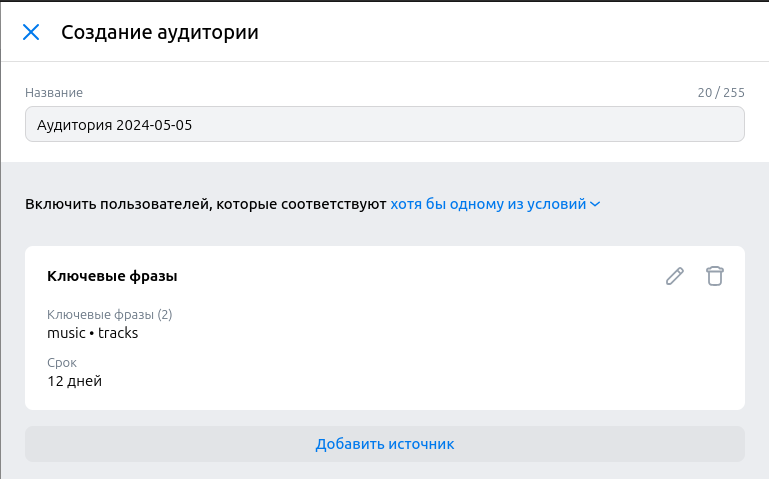 Создание аудитории
Название 20 / 255
Аудитория 2024-05-05
Включить пользователей, которые соответствуют хотя бы одному из условий
Ключевые фразы
Ключевые фразы (2)
music • tracks
Срок
12 дней
Добавить источник